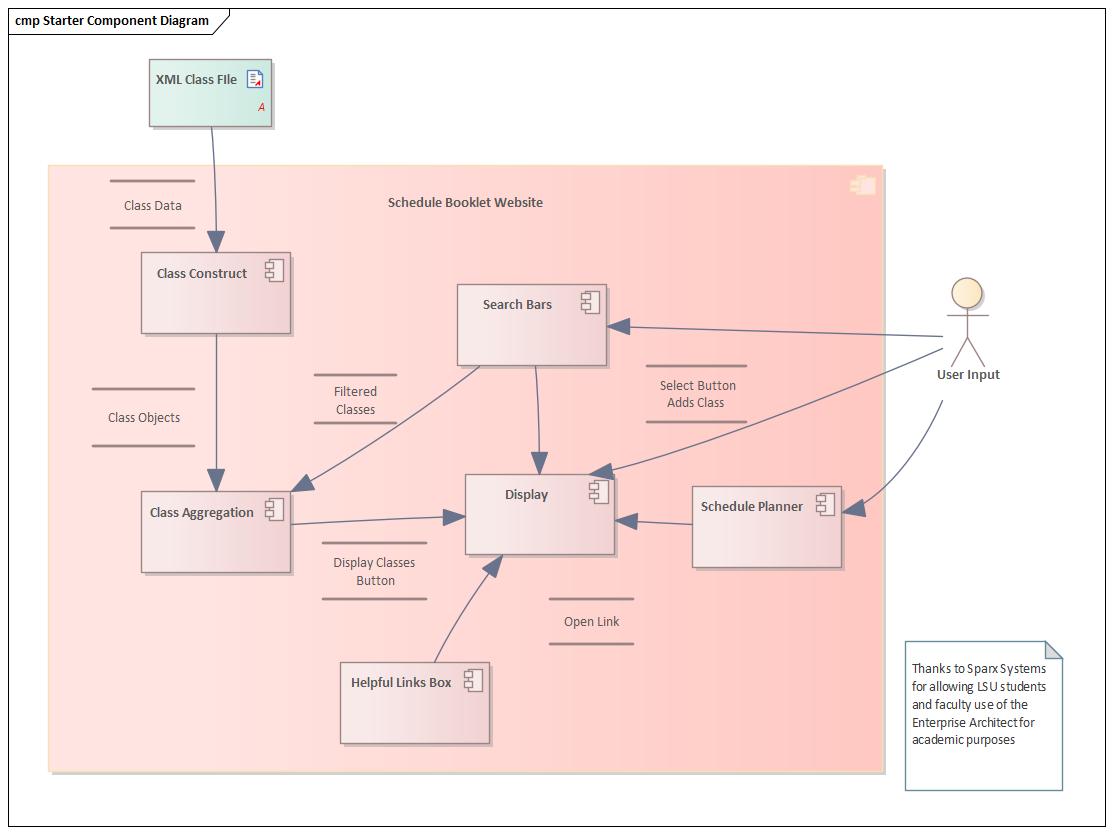 cmp Starter Component Diagram
XML Class FIle
A
Class Data
Schedule Booklet Website
Class Construct
Search Bars
User Input
Class Objects
Filtered
Classes
Select Button
Adds Class
Class Aggregation
Display
Schedule Planner
Display Classes
Button
Open Link
Helpful Links Box
Thanks to Sparx Systems
for allowing LSU students
and faculty use of the
Enterprise Architect for
academic purposes